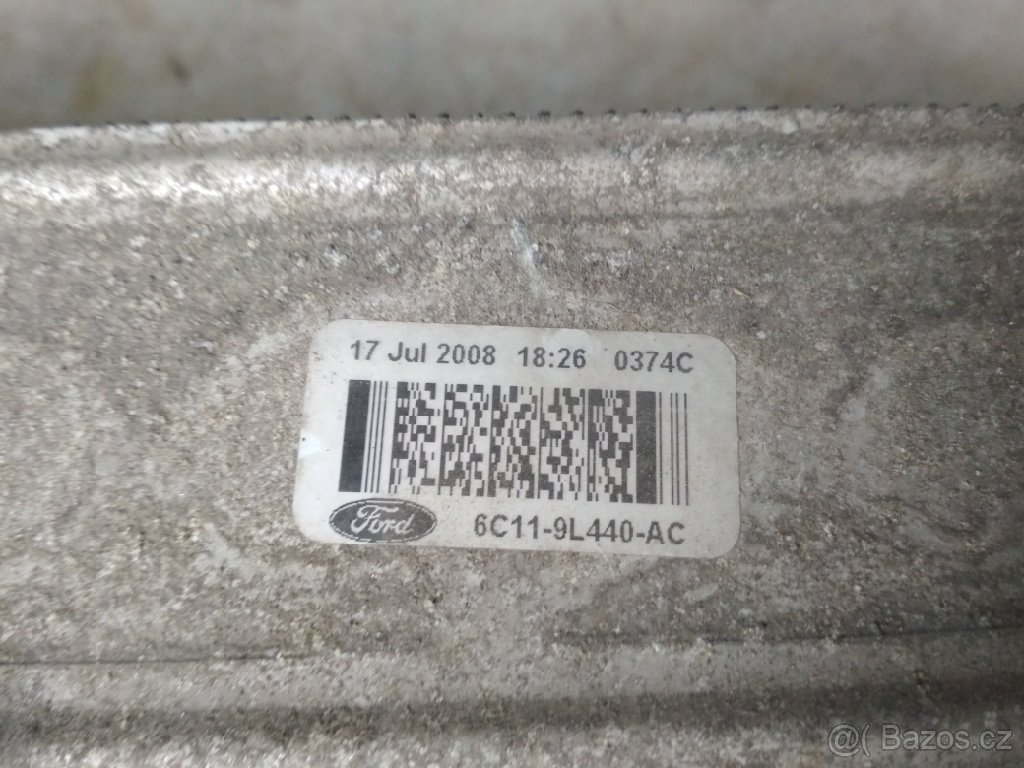 17 Jul 2008 18:26 0374C
Ford 6C11-9L440-AC
@( Bazos.cz